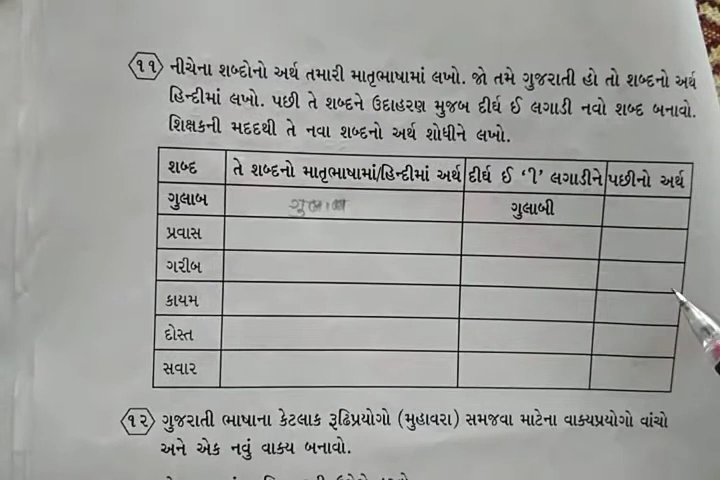 ૧૧ નીચેના શબ્દોનો અર્થ તમારી માતૃભાષામાં લખો. જો તમે ગુજરાતી હો તો શબ્દનો અર્થ
હિન્દીમાં લખો. પછી તે શબ્દને ઉદાહરણ મુજબ દીર્ઘ ઈ લગાડી નવો શબ્દ બનાવો.
શિક્ષકની મદદથી તે નવા શબ્દનો અર્થ શોધીને લખો.
શબ્દ તે શબ્દનો માતૃભાષામાં/હિન્દીમાં અર્થ દીર્ઘ ઈ ‘ી’ લગાડીને પછીનો અર્થ
ગુલાબ ગુલાબ ગુલાબી
પ્રવાસ
ગરીબ
કાયમ
દોસ્ત
સવાર
૧૨ ગુજરાતી ભાષાના કેટલાક રૂઢિપ્રયોગો (મુહાવરા) સમજવા માટેના વાક્યપ્રયોગો વાંચો
અને એક નવું વાક્ય બનાવો.